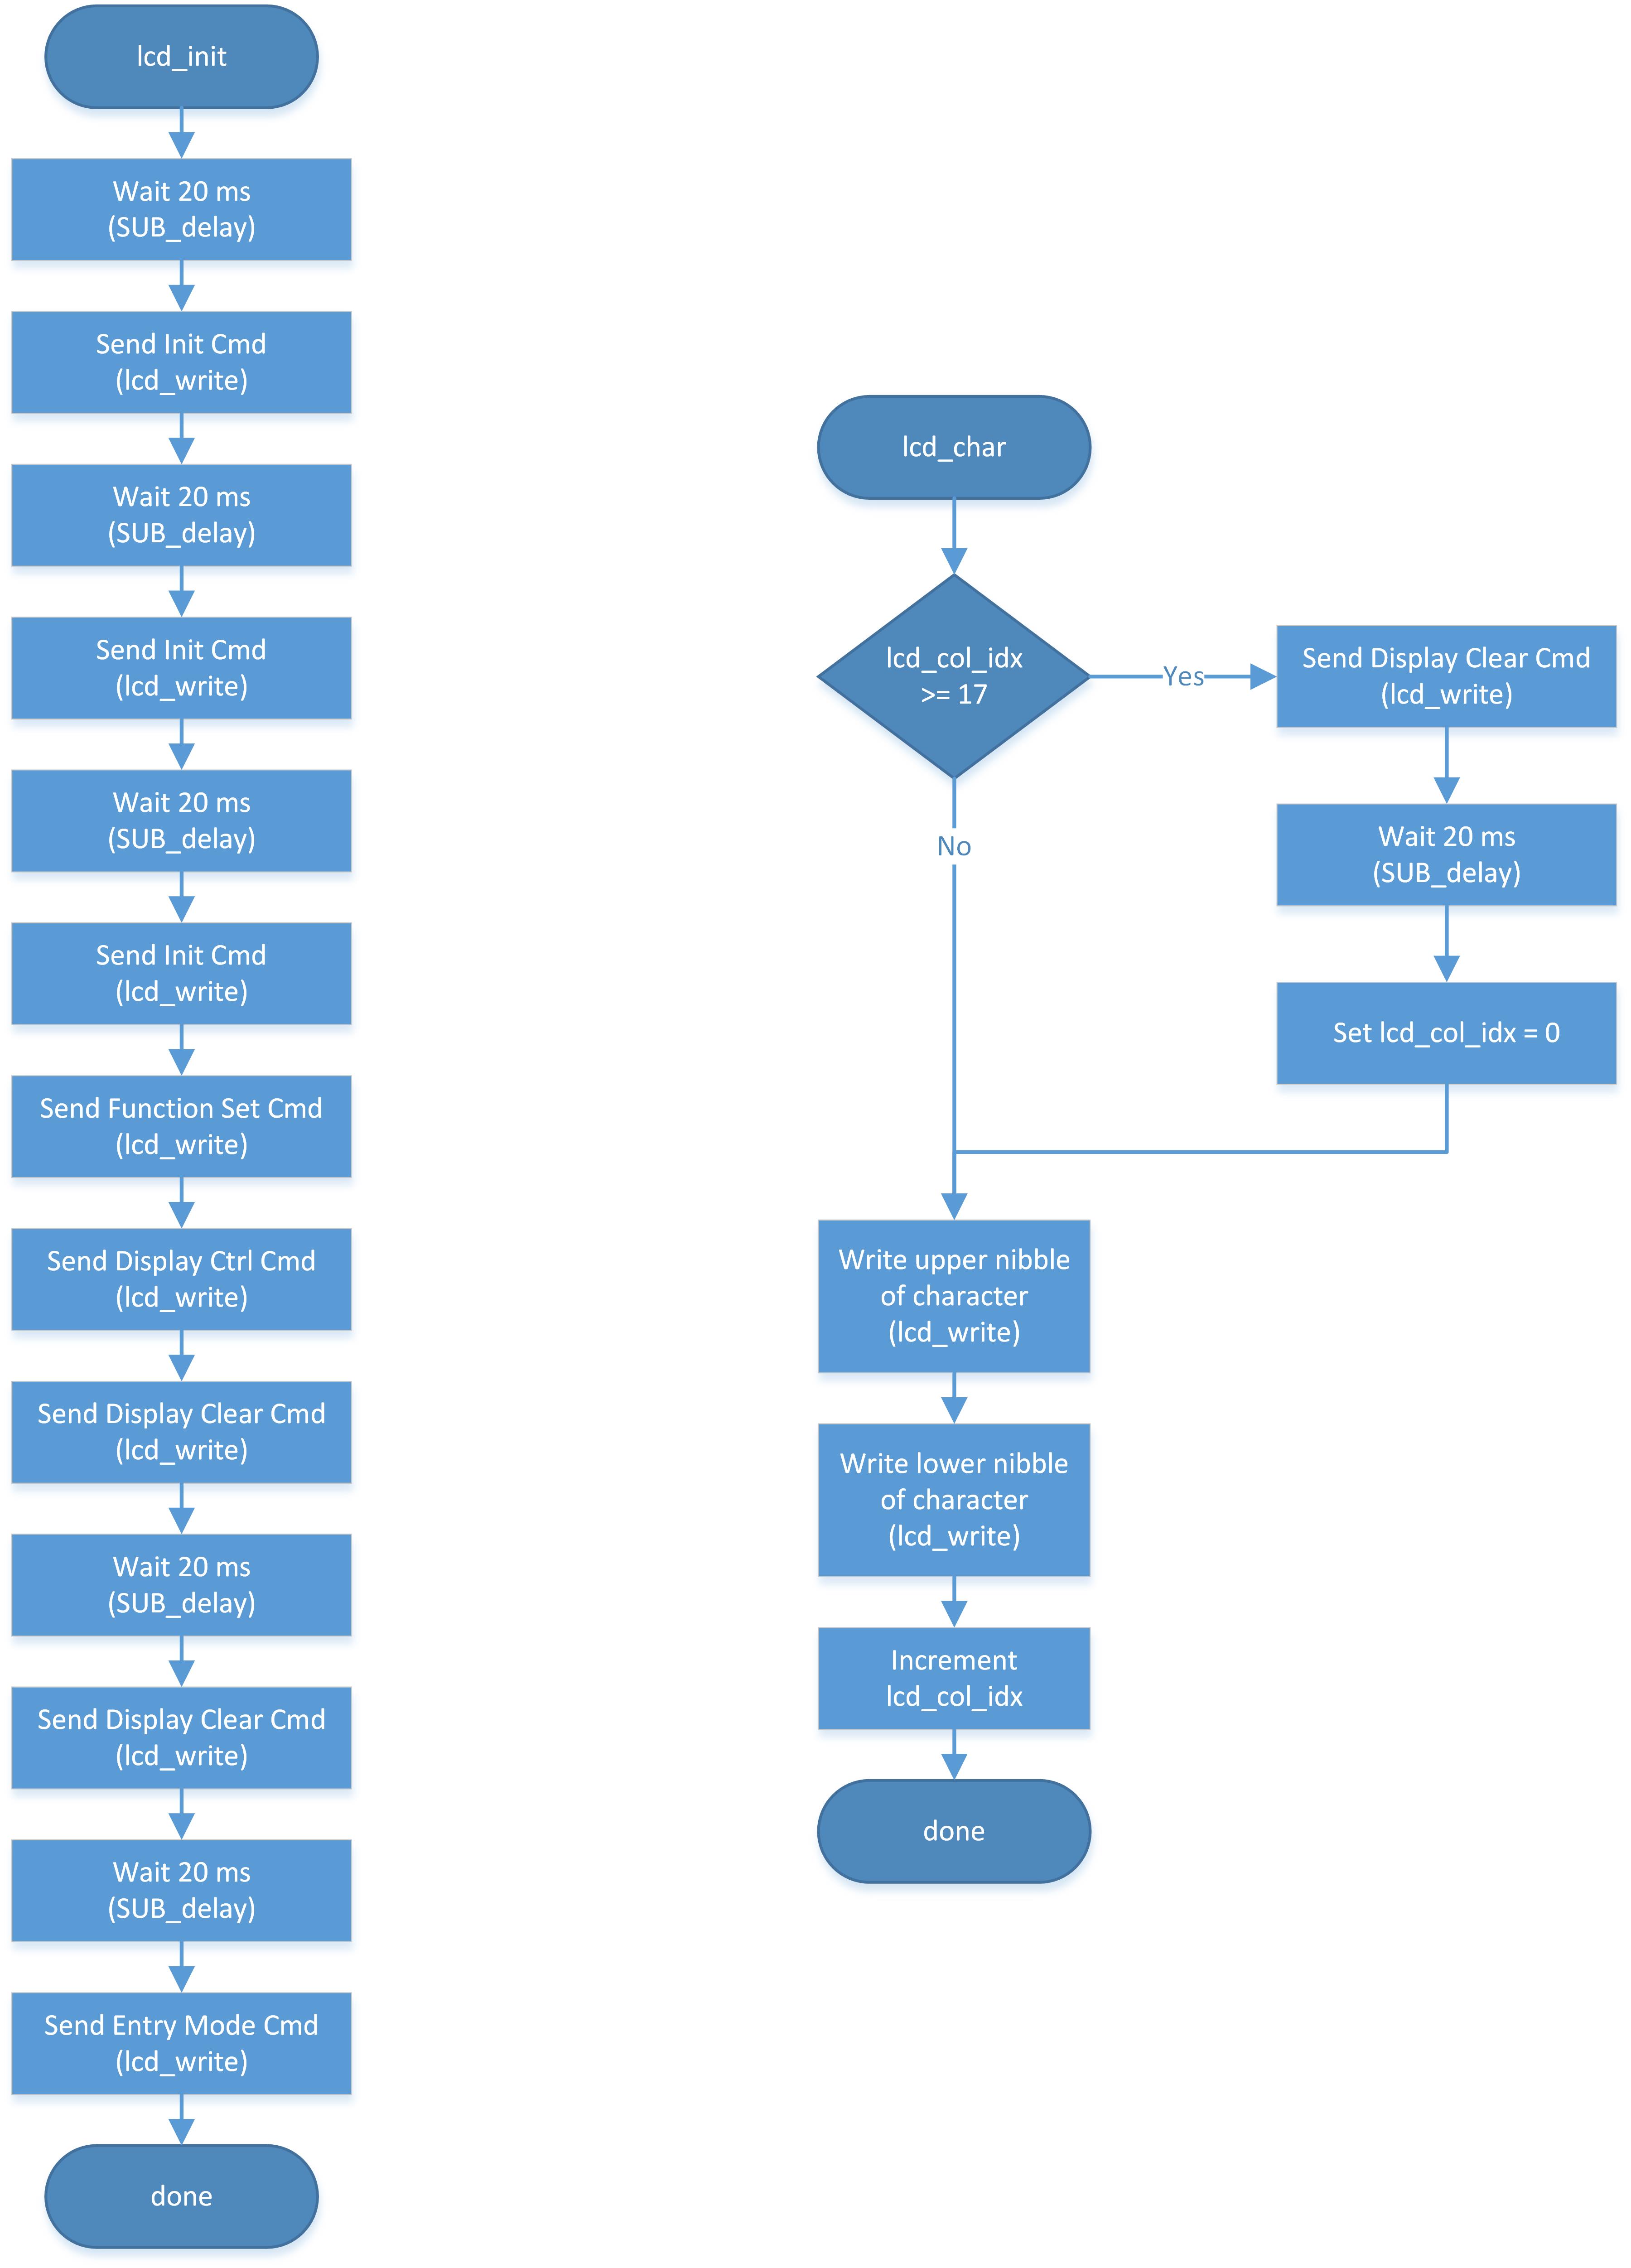 lcd_init
Wait 20 ms
(SUB_delay)
Send Init Cmd
(lcd_write)
Wait 20 ms
(SUB_delay)
Send Init Cmd
(lcd_write)
Wait 20 ms
(SUB_delay)
Send Init Cmd
(lcd_write)
Send Function Set Cmd
(lcd_write)
Send Display Ctrl Cmd
(lcd_write)
Send Display Clear Cmd
(lcd_write)
Wait 20 ms
(SUB_delay)
Send Display Clear Cmd
(lcd_write)
Wait 20 ms
(SUB_delay)
Send Entry Mode Cmd
(lcd_write)
done
lcd_char
lcd_col_idx
>= 17
Yes
Send Display Clear Cmd
(lcd_write)
Wait 20 ms
(SUB_delay)
Set lcd_col_idx = 0
No
Write upper nibble
of character
(lcd_write)
Write lower nibble
of character
(lcd_write)
Increment
lcd_col_idx
done